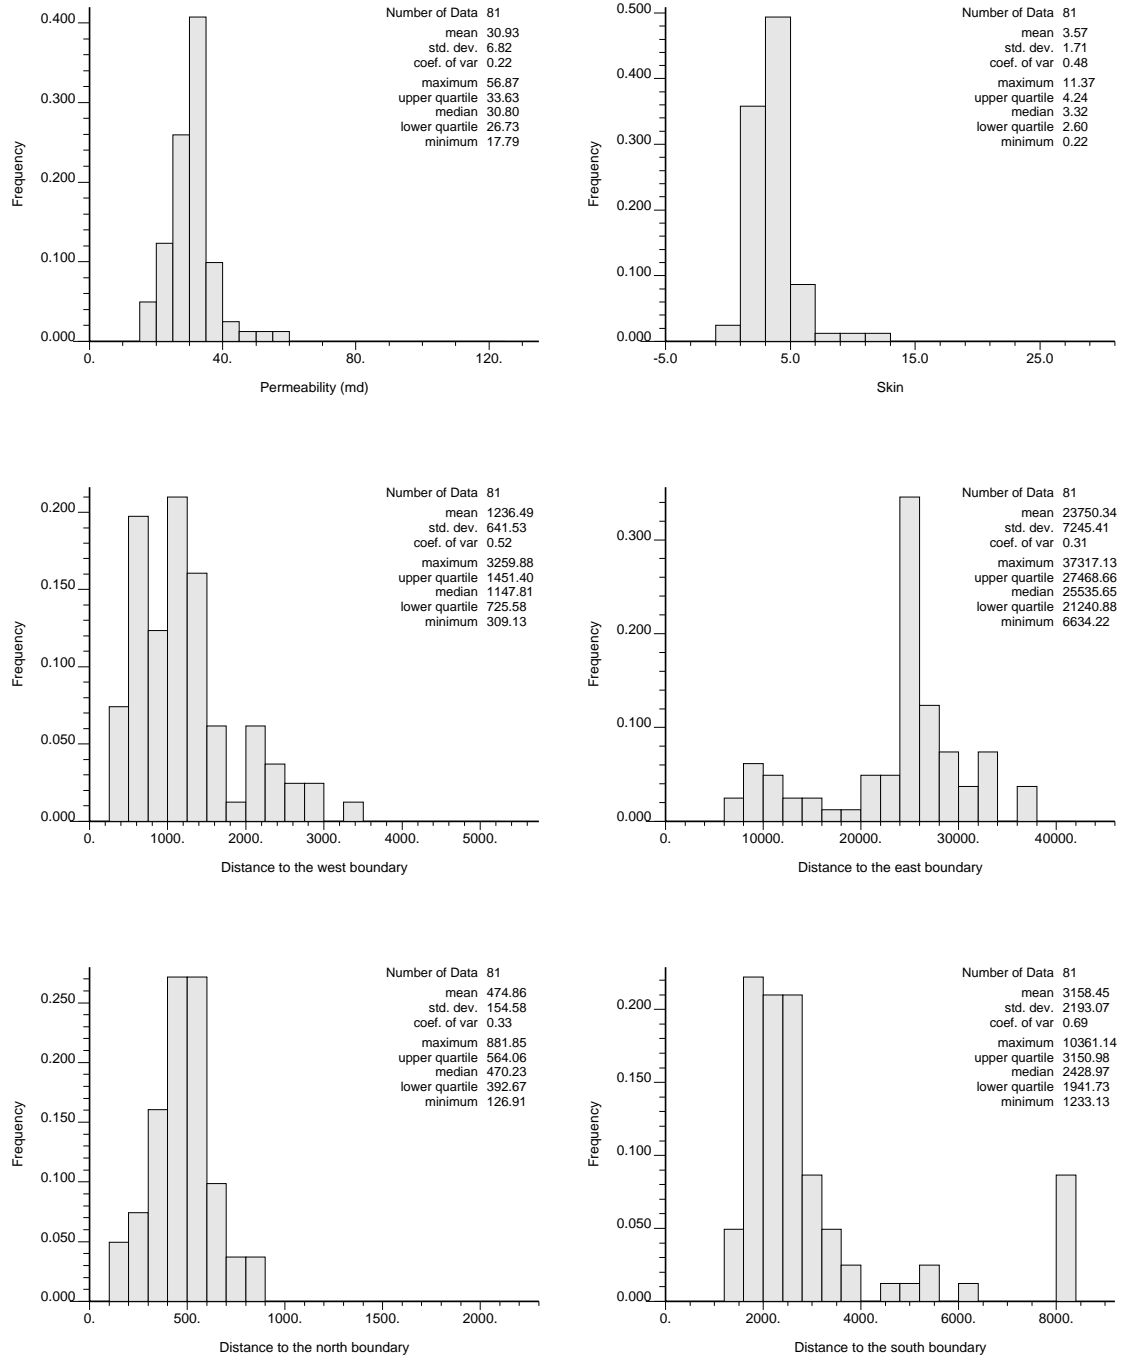 Number of Data 81
mean 30.93
std. dev. 6.82
coef. of var 0.22
maximum 56.87
upper quartile 33.63
median 30.80
lower quartile 26.73
minimum 17.79
Frequency
0.400
0.300
0.200
0.100
0.000
0. 40. 80. 120.
Permeability (md)
Number of Data 81
mean 3.57
std. dev. 1.71
coef. of var 0.48
maximum 11.37
upper quartile 4.24
median 3.32
lower quartile 2.60
minimum 0.22
Frequency
0.500
0.400
0.300
0.200
0.100
0.000
-5.0 5.0 15.0 25.0
Skin
Number of Data 81
mean 1236.49
std. dev. 641.53
coef. of var 0.52
maximum 3259.88
upper quartile 1451.40
median 1147.81
lower quartile 725.58
minimum 309.13
Frequency
0.200
0.150
0.100
0.050
0.000
0. 1000. 2000. 3000. 4000. 5000.
Distance to the west boundary
Number of Data 81
mean 23750.34
std. dev. 7245.41
coef. of var 0.31
maximum 37317.13
upper quartile 27468.66
median 25535.65
lower quartile 21240.88
minimum 6634.22
Frequency
0.300
0.200
0.100
0.000
0. 10000. 20000. 30000. 40000.
Distance to the east boundary
Number of Data 81
mean 474.86
std. dev. 154.58
coef. of var 0.33
maximum 881.85
upper quartile 564.06
median 470.23
lower quartile 392.67
minimum 126.91
Frequency
0.250
0.200
0.150
0.100
0.050
0.000
0. 500. 1000. 1500. 2000.
Distance to the north boundary
Number of Data 81
mean 3158.45
std. dev. 2193.07
coef. of var 0.69
maximum 10361.14
upper quartile 3150.98
median 2428.97
lower quartile 1941.73
minimum 1233.13
Frequency
0.200
0.150
0.100
0.050
0.000
0. 2000. 4000. 6000. 8000.
Distance to the south boundary